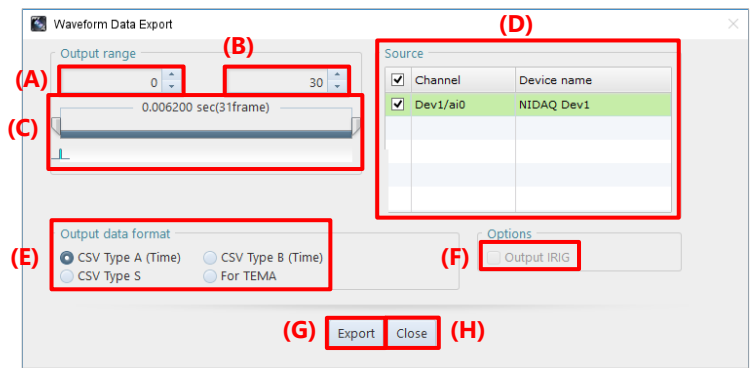 Waveform Data Export
(D)
Output range
(B)
Source
(A)
0
30
Channel
Device name
0.006200 sec(31frame)
Dev1/ai0
NIDAQ Dev1
(C)
Output data format
Options
(E)
CSV Type A (Time)
CSV Type B (Time)
(F)
Output IRIG
CSV Type S
For TEMA
(G)
Export
Close
(H)